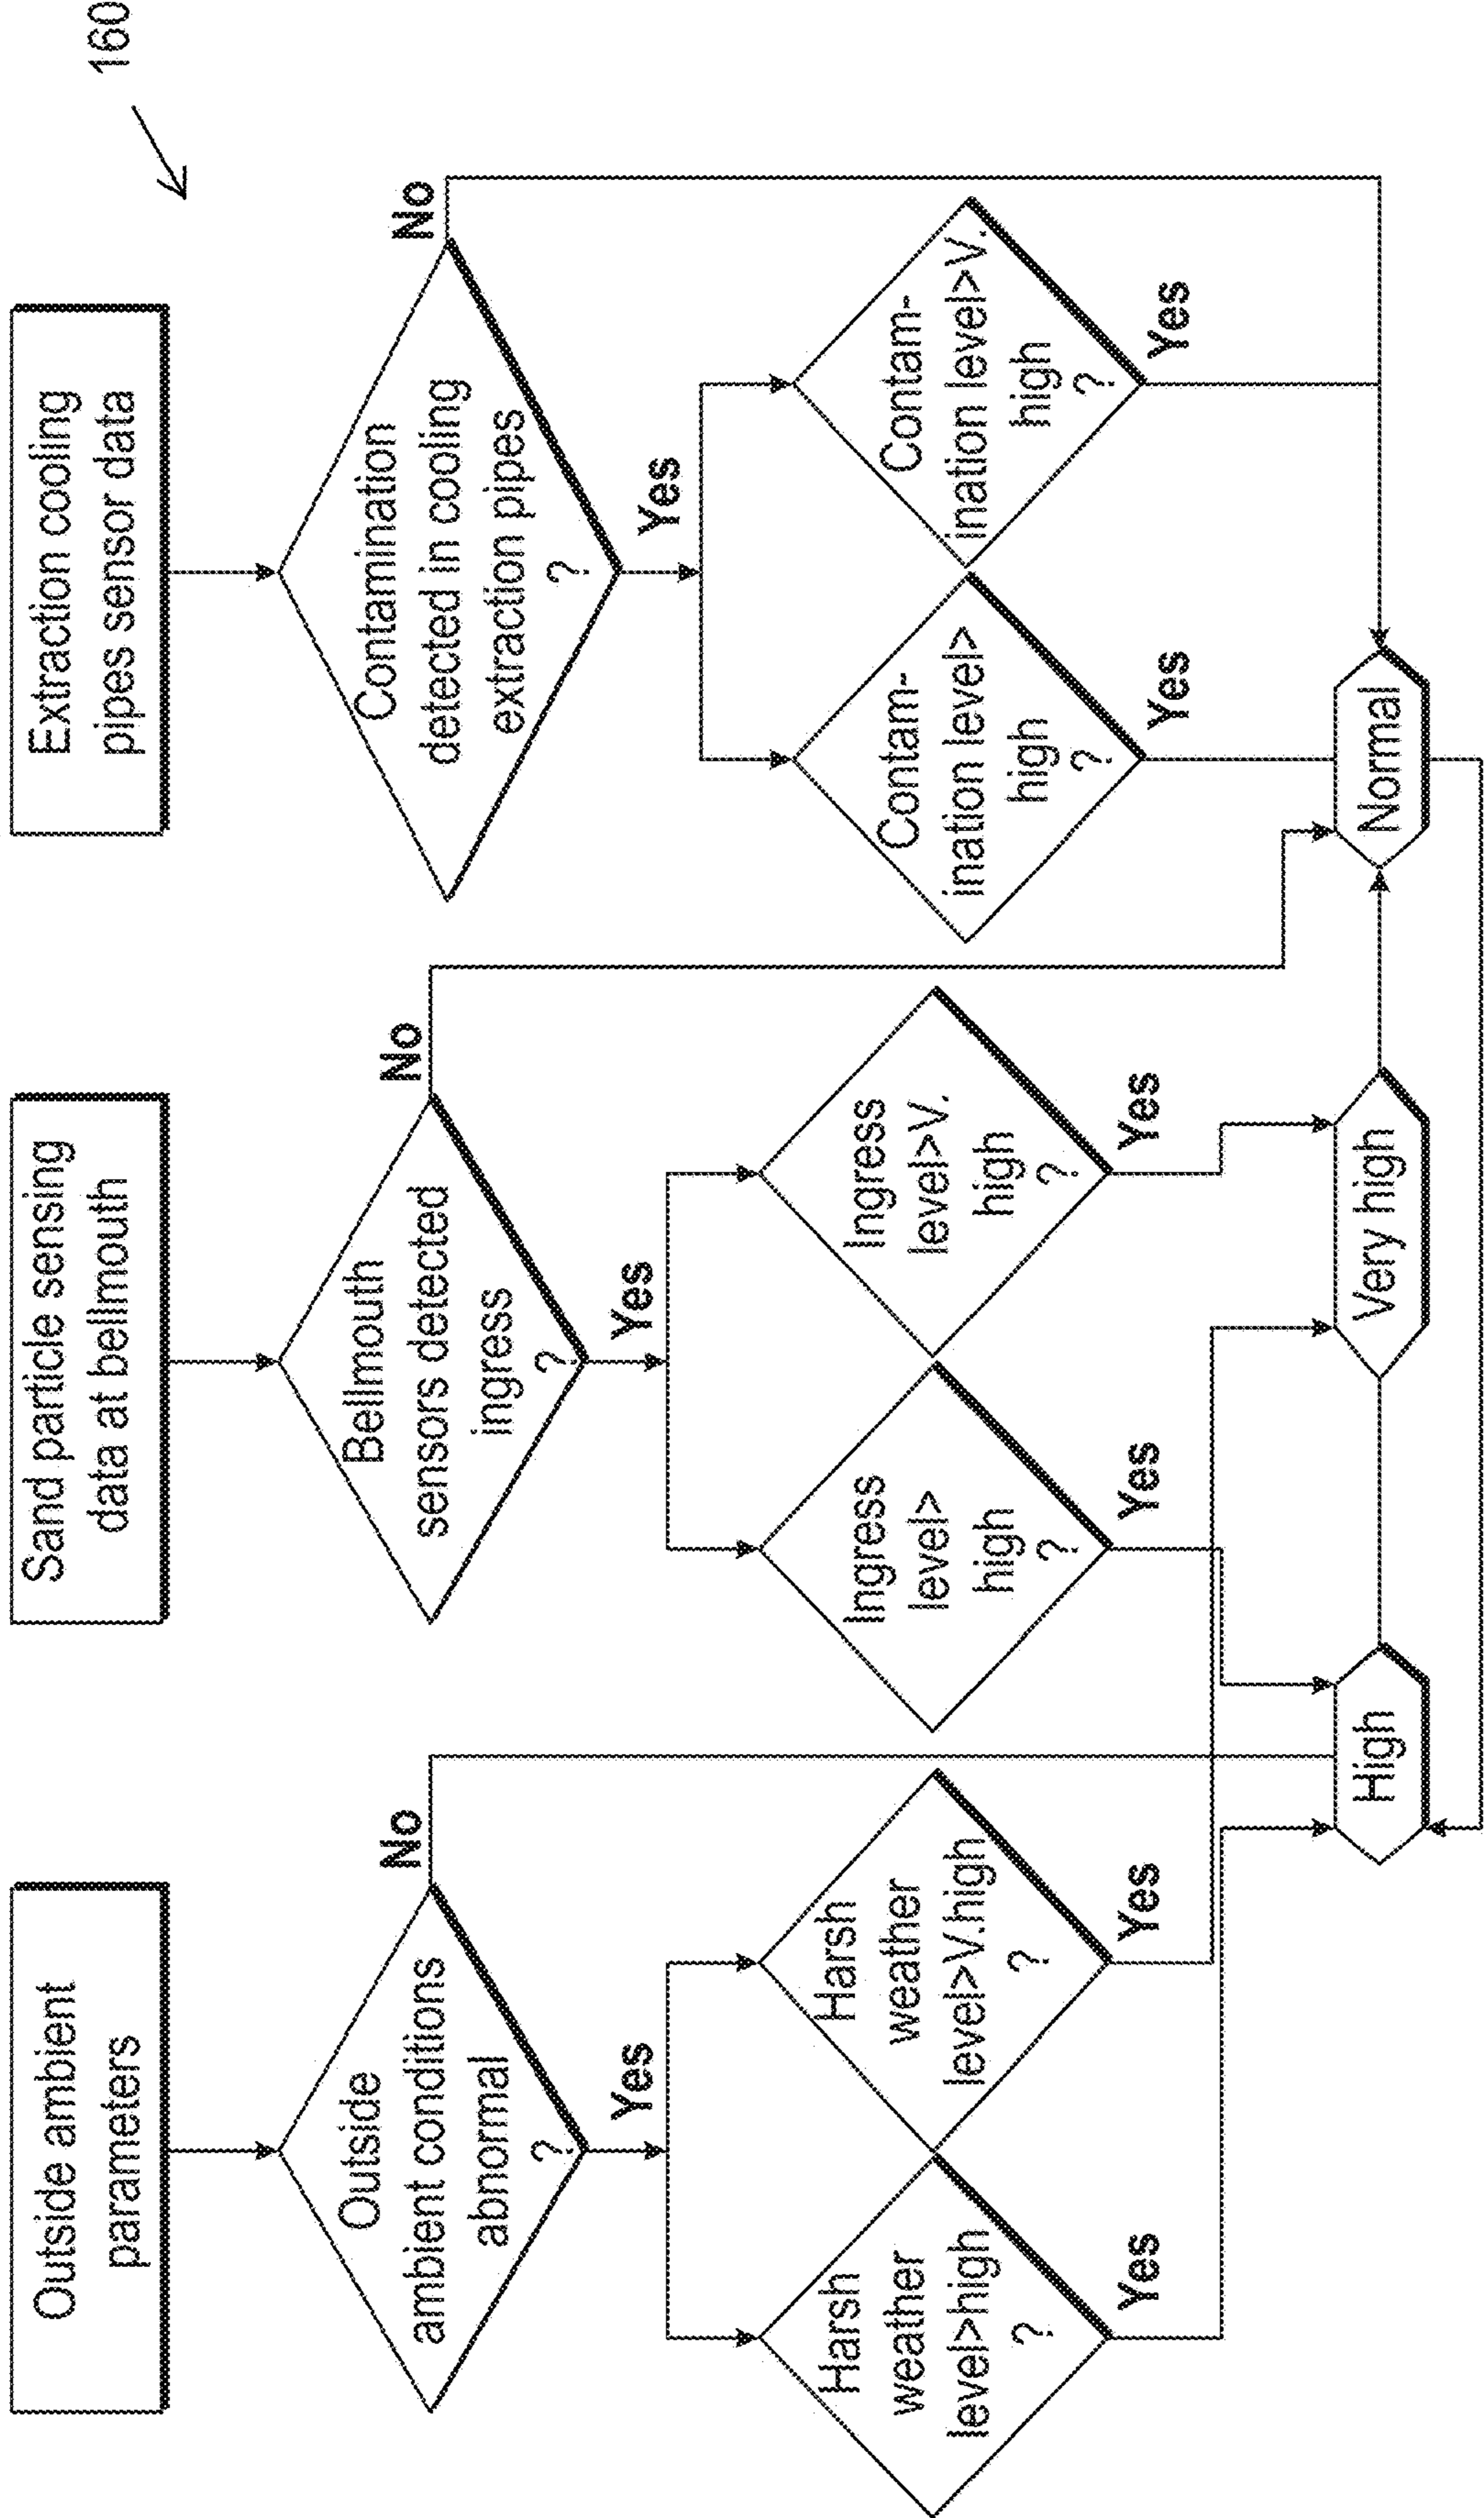 160
Outside ambient
parameters
Sand particle sensing
data at bellmouth
Extraction cooling
pipes sensor data
Outside
ambient conditions
abnormal
?
No
Yes
Bellmouth
sensors detected
ingress
?
No
Yes
Contamination
detected in cooling
extraction pipes
?
No
Yes
Harsh
weather
level>high
?
Yes
Harsh
weather
level>V.high
?
Yes
Ingress
level>
high
?
Yes
Ingress
level>V.
high
?
Yes
Contam-
ination level>
high
?
Yes
Contam-
ination level>V.
high
?
Yes
High
Very high
Normal